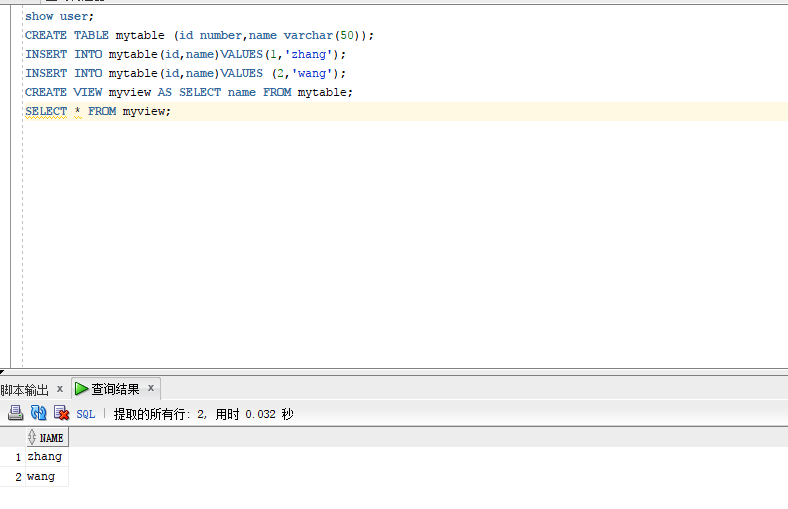 show user;
CREATE TABLE mytable (id number,name varchar(50));
INSERT INTO mytable(id,name)VALUES(1,'zhang');
INSERT INTO mytable(id,name)VALUES (2,'wang');
CREATE VIEW myview AS SELECT name FROM mytable;
SELECT * FROM myview;
脚本输出 x 查询结果 x
SQL | 提取的所有行: 2, 用时 0.032 秒
NAME
1 zhang
2 wang